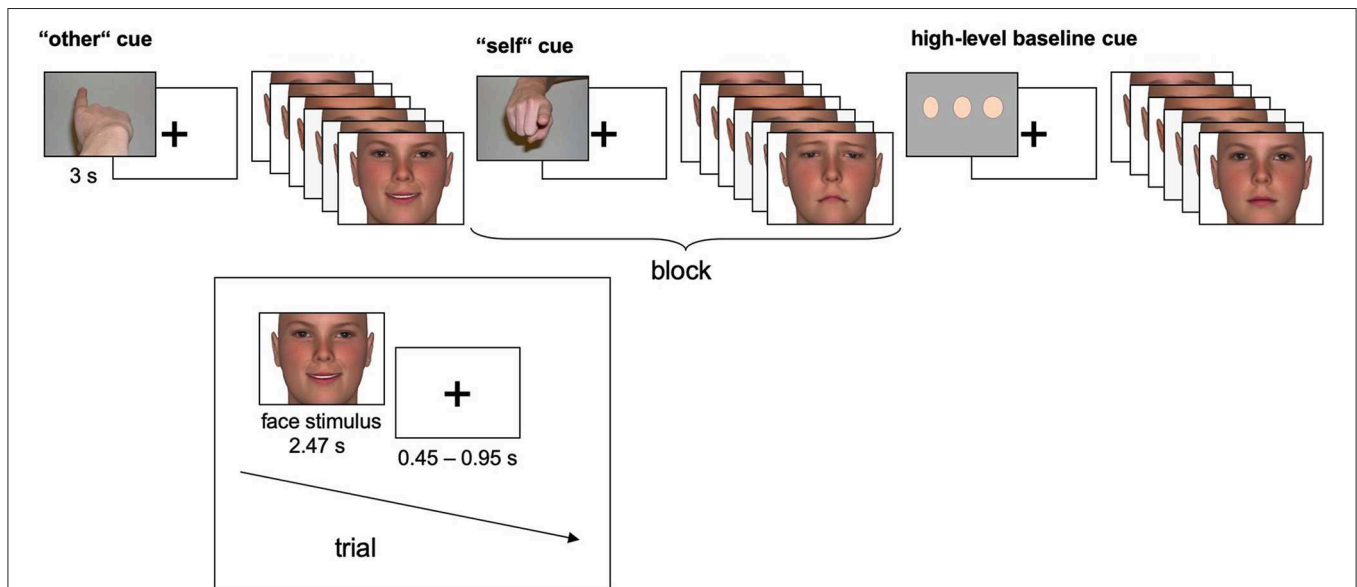 “other“ cue
“self“ cue
high-level baseline cue
+
+
+
3 s
block
+
face stimulus
2.47 s
0.45 – 0.95 s
trial